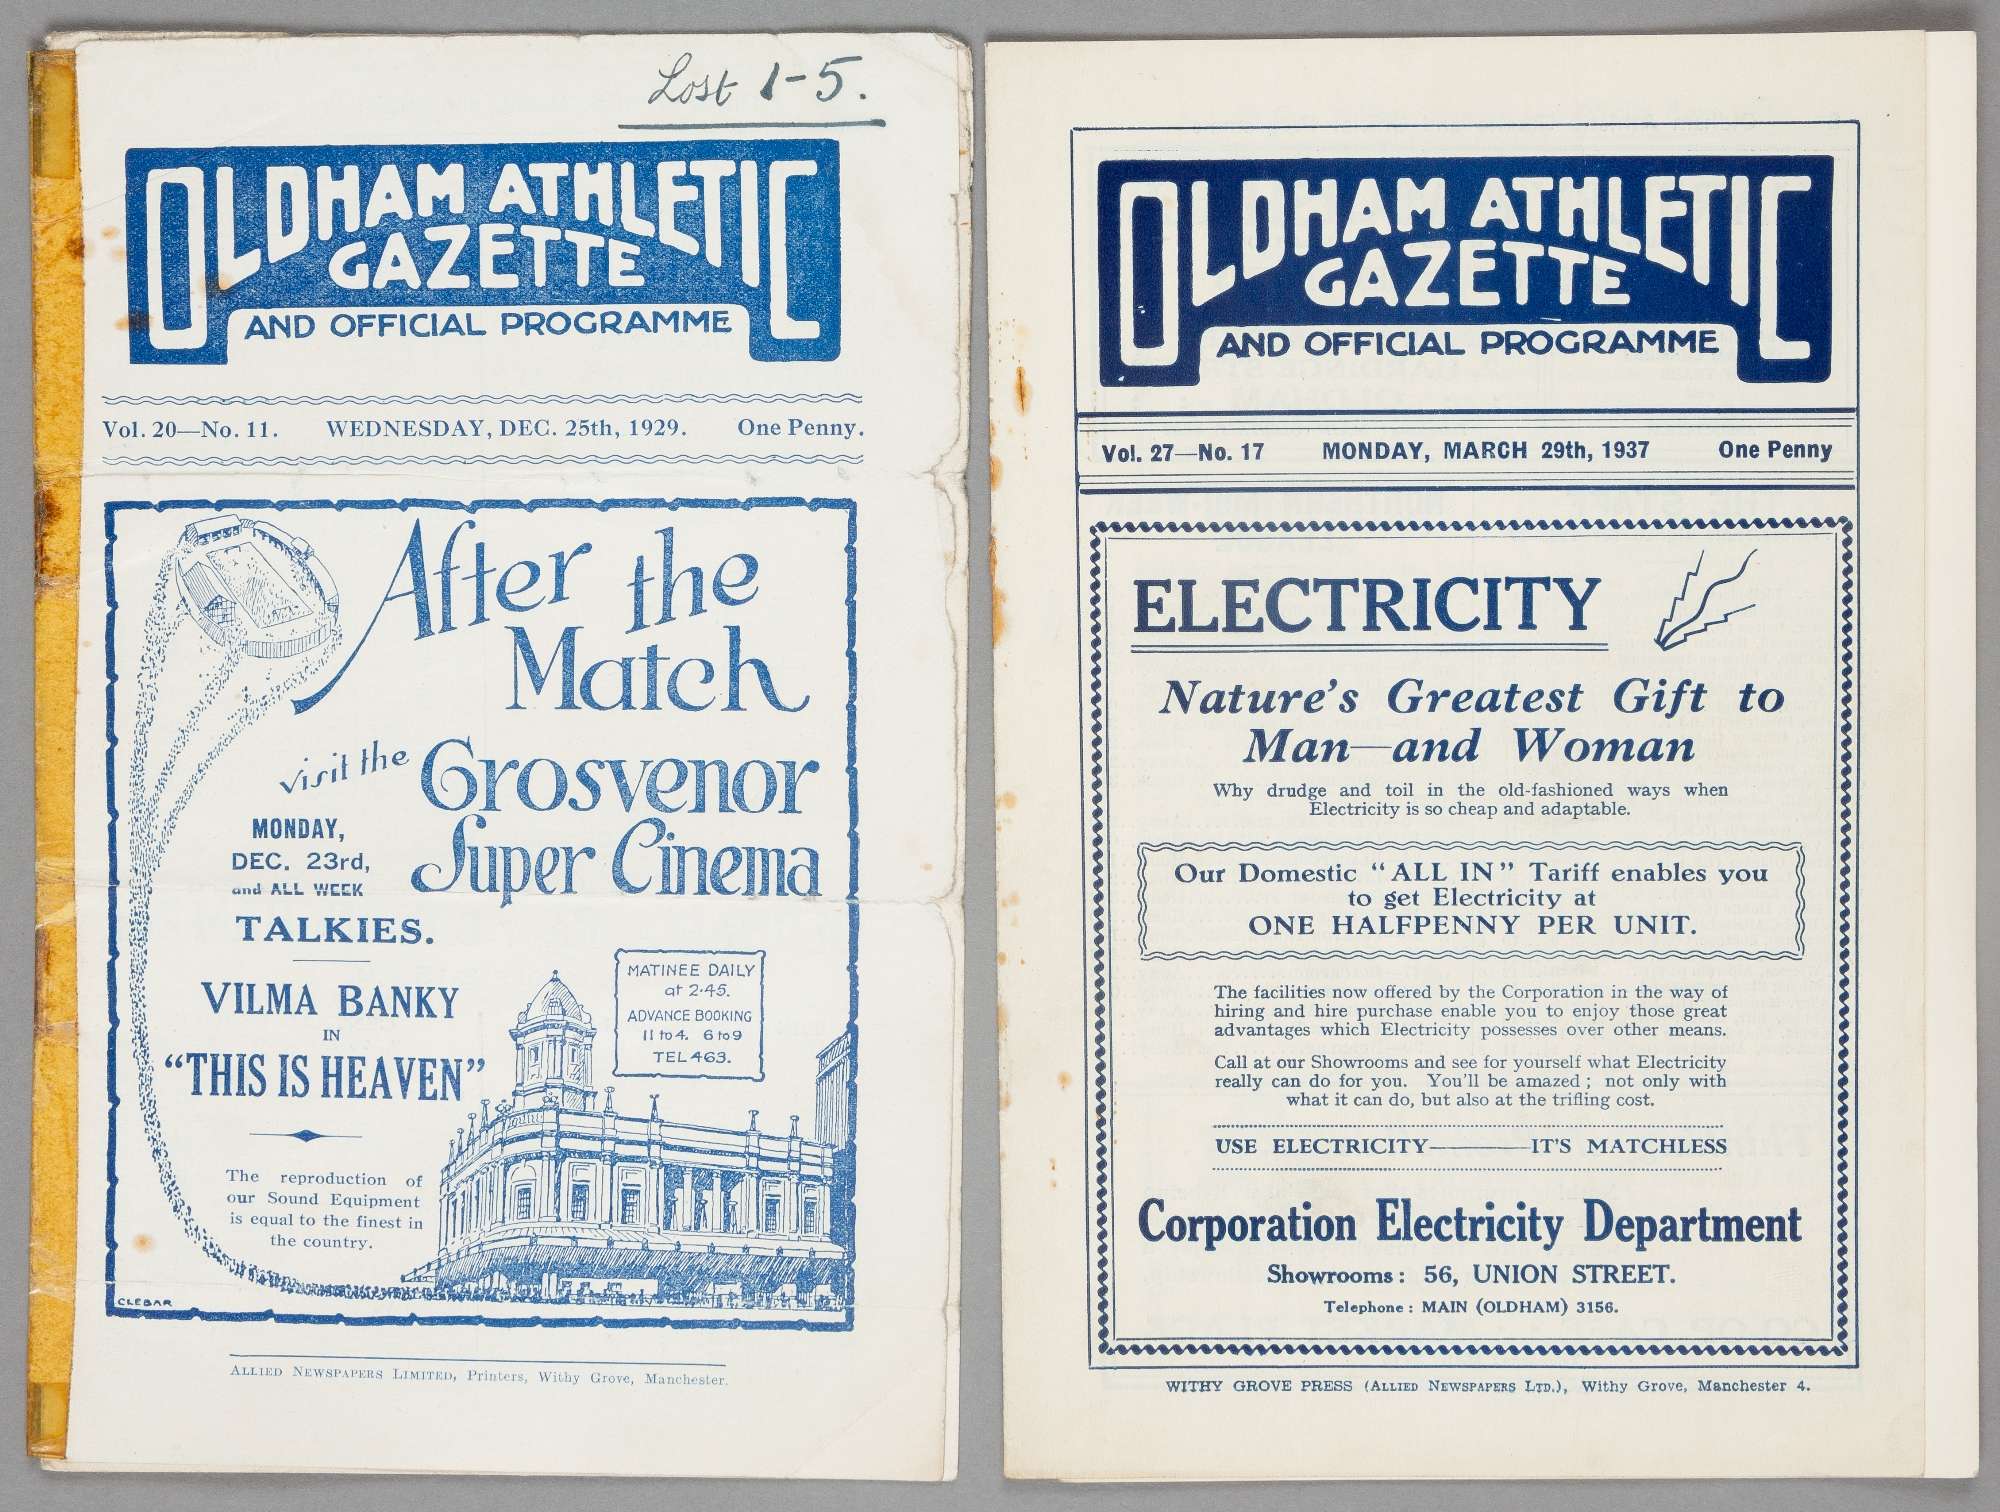 Lost 1-5.
OLDHAM ATHLETIC
GAZETTE
AND OFFICIAL PROGRAMME
Vol. 20—No. 11. WEDNESDAY, DEC. 25th, 1929. One Penny.
After the
Match
visit the Grosvenor
Super Cinema
MONDAY,
DEC. 23rd,
and ALL WEEK
TALKIES.
VILMA BANKY
IN
"THIS IS HEAVEN"
MATINEE DAILY
at 2·45.
ADVANCE BOOKING
11 to 4. 6 to 9
TEL 463.
The reproduction of
our Sound Equipment
is equal to the finest in
the country.
CLEBAR
ALLIED NEWSPAPERS LIMITED, Printers, Withy Grove, Manchester.
OLDHAM ATHLETIC
GAZETTE
AND OFFICIAL PROGRAMME
Vol. 27—No. 17 MONDAY, MARCH 29th, 1937 One Penny
ELECTRICITY
Nature's Greatest Gift to
Man—and Woman
Why drudge and toil in the old-fashioned ways when
Electricity is so cheap and adaptable.
Our Domestic "ALL IN" Tariff enables you
to get Electricity at
ONE HALFPENNY PER UNIT.
The facilities now offered by the Corporation in the way of
hiring and hire purchase enable you to enjoy those great
advantages which Electricity possesses over other means.
Call at our Showrooms and see for yourself what Electricity
really can do for you. You'll be amazed; not only with
what it can do, but also at the trifling cost.
USE ELECTRICITY———IT'S MATCHLESS
Corporation Electricity Department
Showrooms: 56, UNION STREET.
Telephone: MAIN (OLDHAM) 3156.
WITHY GROVE PRESS (ALLIED NEWSPAPERS LTD.), Withy Grove, Manchester 4.